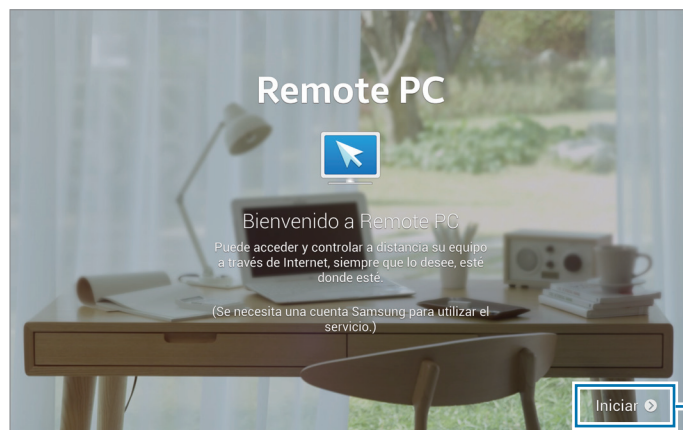 Remote PC
Bienvenido a Remote PC
Puede acceder y controlar a distancia su equipo
a través de Internet, siempre que lo desee, esté
donde esté.
(Se necesita una cuenta Samsung para utilizar el
servicio.)
Iniciar